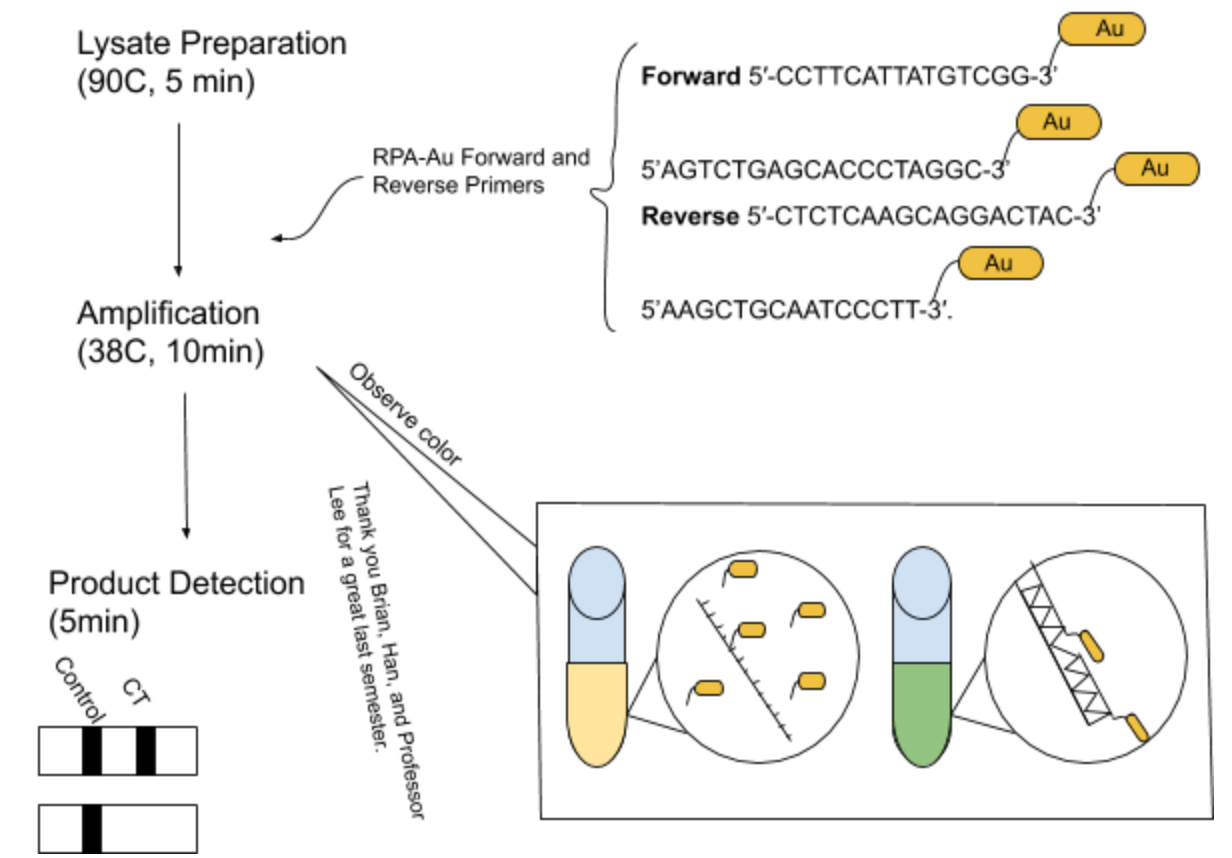 Lysate Preparation
(90C, 5 min)
RPA-Au Forward and
Reverse Primers
Au
Forward 5′-CCTTCATTATGTCGG-3’
Au
5’AGTCTGAGCACCCTAGGC-3’
Au
Reverse 5′-CTCTCAAGCAGGACTAC-3’
Au
5’AAGCTGCAATCCCTT-3′.
Amplification
(38C, 10min)
Observe color
Thank you Brian, Han, and Professor
Lee for a great last semester.
Product Detection
(5min)
Control
CT